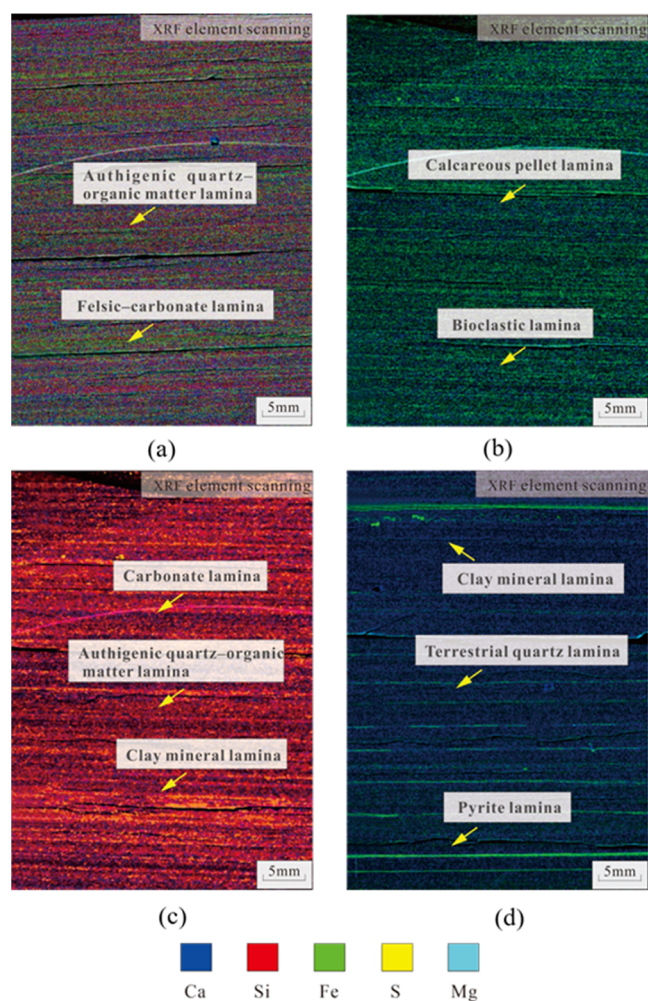 XRF element scanning
Authigenic quartz–
organic matter lamina
Felsic–carbonate lamina
5mm
(a)
XRF element scanning
Calcareous pellet lamina
Bioclastic lamina
5mm
(b)
XRF element scanning
Carbonate lamina
Authigenic quartz–organic
matter lamina
Clay mineral lamina
5mm
(c)
XRF element scanning
Clay mineral lamina
Terrestrial quartz lamina
Pyrite lamina
5mm
(d)
Ca Si Fe S Mg